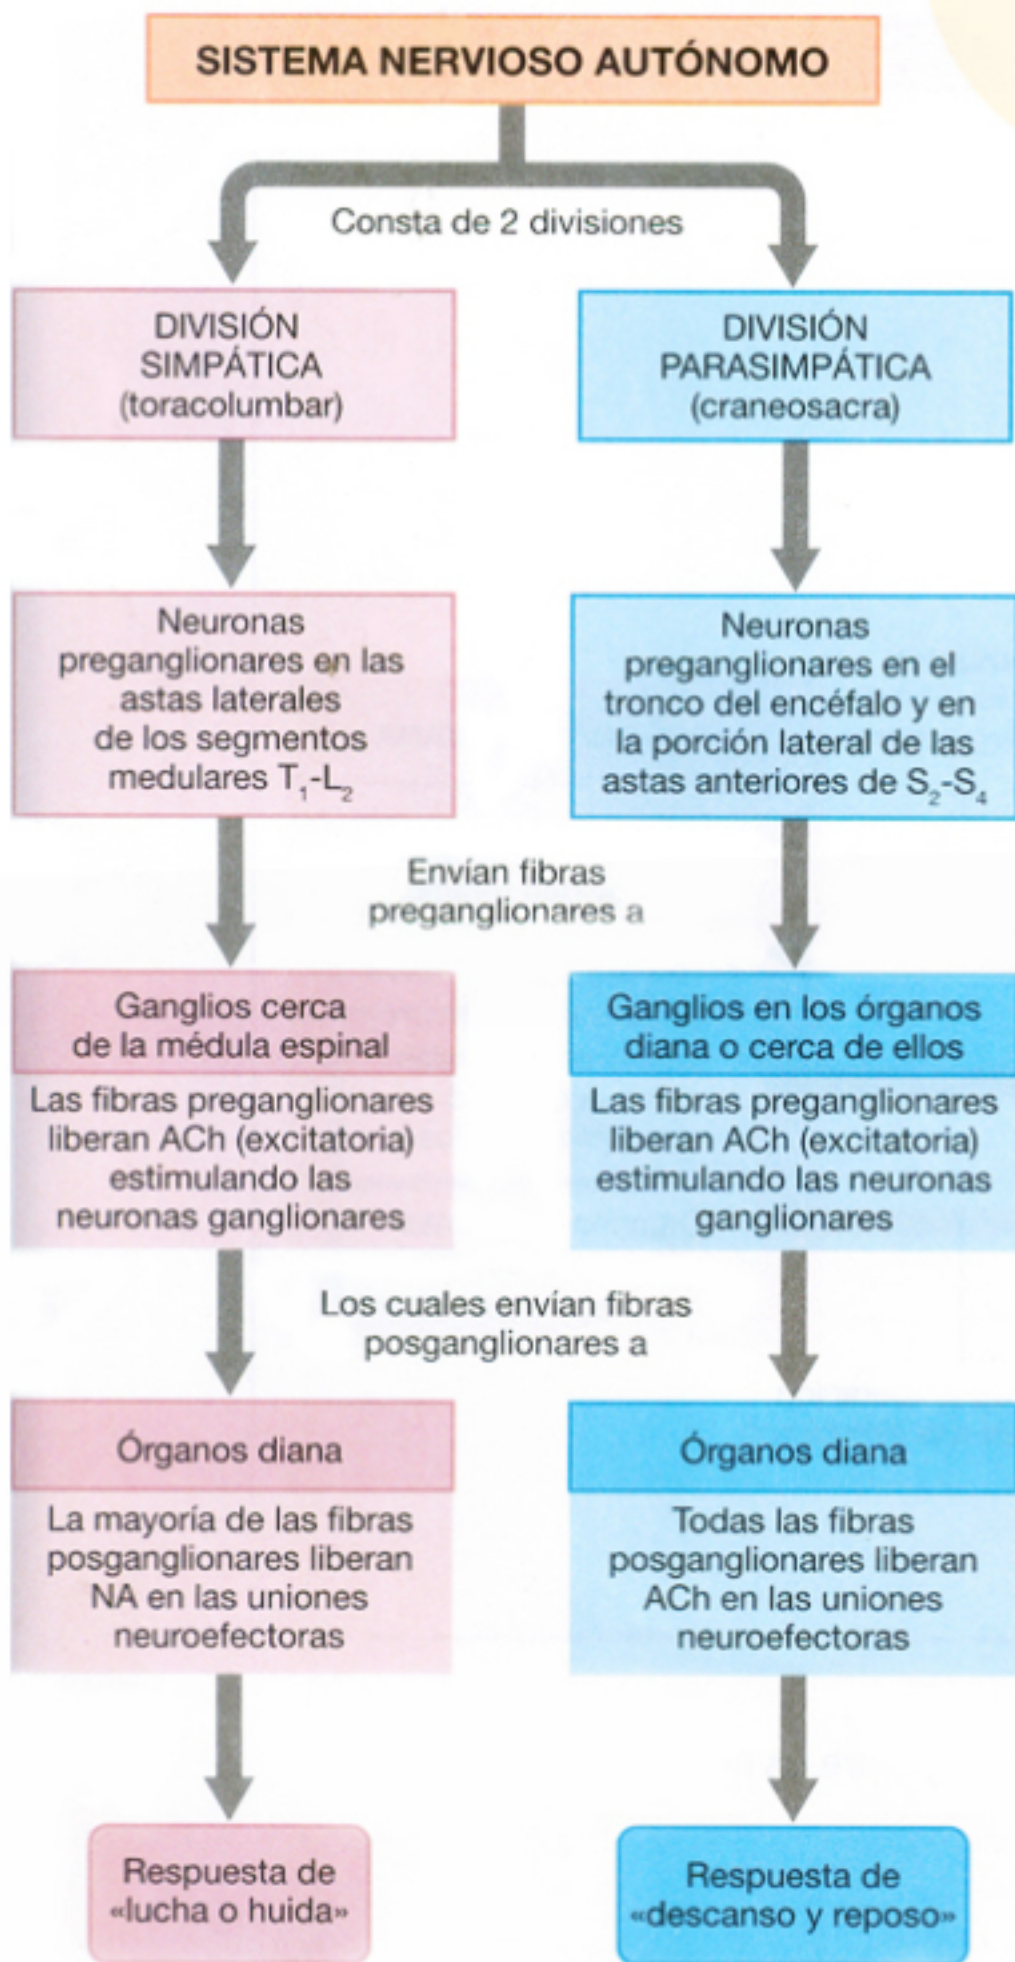 SISTEMA NERVIOSO AUTÓNOMO
Consta de 2 divisiones
DIVISIÓN
SIMPÁTICA
(toracolumbar)
DIVISIÓN
PARASIMPÁTICA
(craneosacra)
Neuronas
preganglionares en las
astas laterales
de los segmentos
medulares T₁-L₂
Neuronas
preganglionares en el
tronco del encéfalo y en
la porción lateral de las
astas anteriores de S₂-S₄
Envían fibras
preganglionares a
Ganglios cerca
de la médula espinal
Las fibras preganglionares
liberan ACh (excitatoria)
estimulando las
neuronas ganglionares
Ganglios en los órganos
diana o cerca de ellos
Las fibras preganglionares
liberan ACh (excitatoria)
estimulando las neuronas
ganglionares
Los cuales envían fibras
posganglionares a
Órganos diana
La mayoría de las fibras
posganglionares liberan
NA en las uniones
neuroefectoras
Órganos diana
Todas las fibras
posganglionares liberan
ACh en las uniones
neuroefectoras
Respuesta de
«lucha o huida»
Respuesta de
«descanso y reposo»